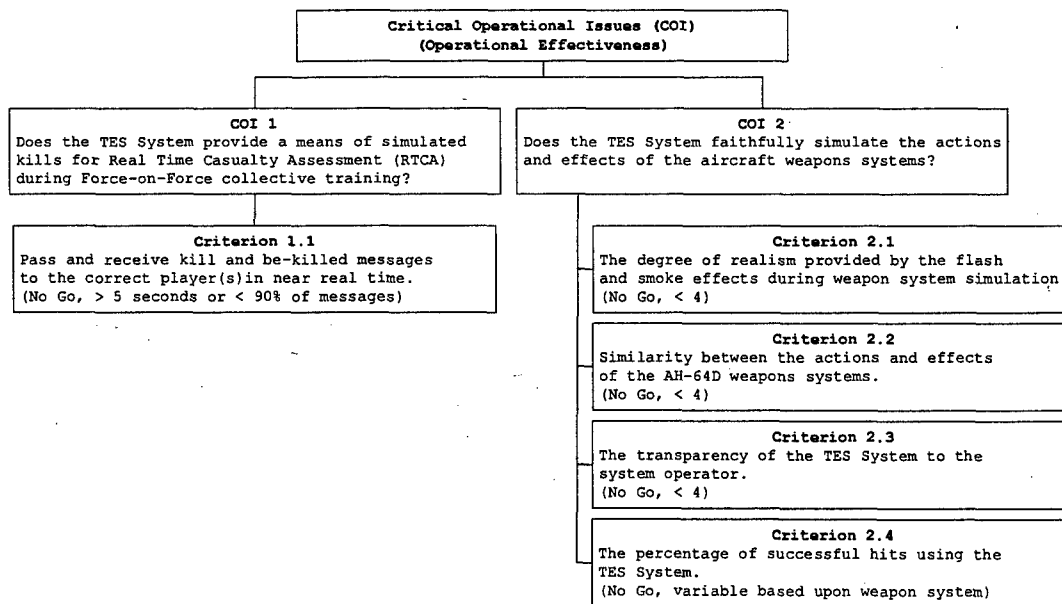 Critical Operational Issues (COI)
(Operational Effectiveness)
COI 1
Does the TES System provide a means of simulated
kills for Real Time Casualty Assessment (RTCA)
during Force-on-Force collective training?
Criterion 1.1
Pass and receive kill and be-killed messages
to the correct player(s)in near real time.
(No Go, > 5 seconds or < 90% of messages)
COI 2
Does the TES System faithfully simulate the actions
and effects of the aircraft weapons systems?
Criterion 2.1
The degree of realism provided by the flash
and smoke effects during weapon system simulation
(No Go, < 4)
Criterion 2.2
Similarity between the actions and effects
of the AH-64D weapons systems.
(No Go, < 4)
Criterion 2.3
The transparency of the TES System to the
system operator.
(No Go, < 4)
Criterion 2.4
The percentage of successful hits using the
TES System.
(No Go, variable based upon weapon system)